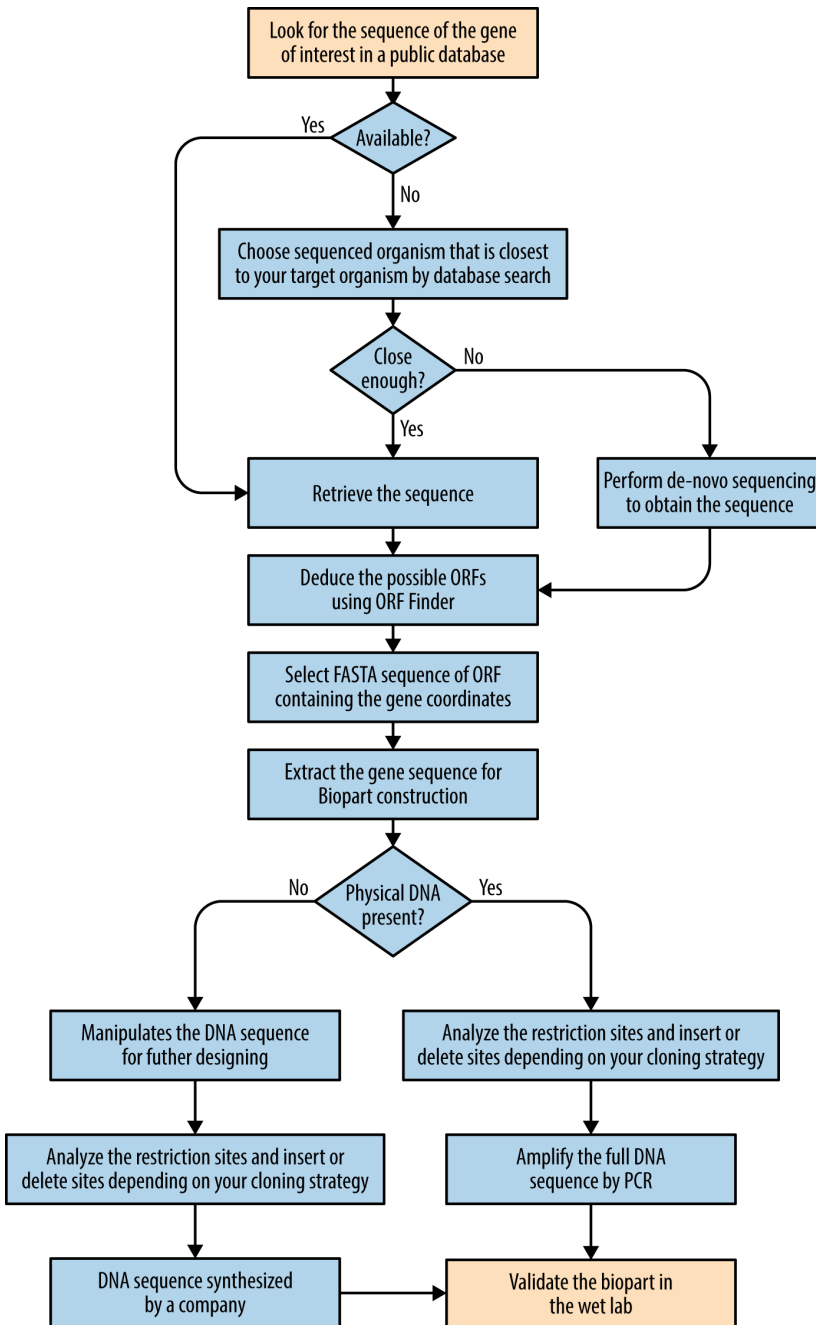 Look for the sequence of the gene
of interest in a public database
Yes
Available?
No
Choose sequenced organism that is closest
to your target organism by database search
Close
enough?
No
Yes
Retrieve the sequence
Perform de-novo sequencing
to obtain the sequence
Deduce the possible ORFs
using ORF Finder
Select FASTA sequence of ORF
containing the gene coordinates
Extract the gene sequence for
Biopart construction
No
Physical DNA
present?
Yes
Manipulates the DNA sequence
for futher designing
Analyze the restriction sites and insert or
delete sites depending on your cloning strategy
Analyze the restriction sites and insert or
delete sites depending on your cloning strategy
Amplify the full DNA
sequence by PCR
DNA sequence synthesized
by a company
Validate the biopart in
the wet lab